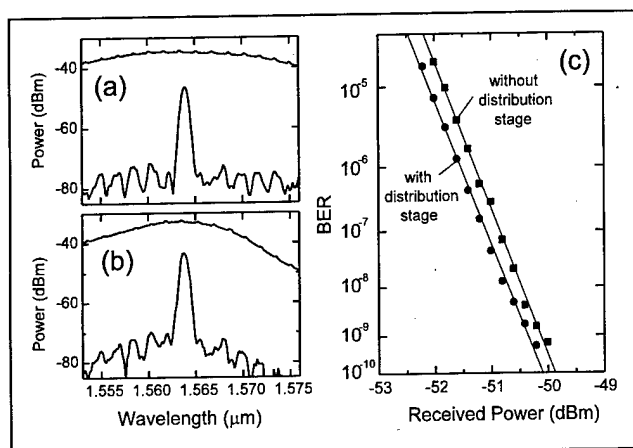 (a)
Power (dBm)
-40
-60
-80
(b)
Power (dBm)
-40
-60
-80
1.555 1.560 1.565 1.570 1.575
Wavelength (μm)
(c)
without
distribution
stage
with
distribution
stage
BER
10⁻⁵
10⁻⁶
10⁻⁷
10⁻⁸
10⁻⁹
10⁻¹⁰
-53 -52 -51 -50 -49
Received Power (dBm)